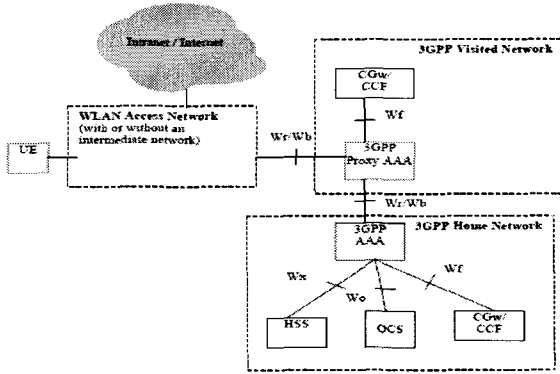 Intranet / Internet
3GPP Visited Network
CGw/
CCF
WLAN Access Network
(with or without an
intermediate network)
Wf
UE
Wr/Wb
3GPP
Proxy AAA
Wr/Wb
3GPP
AAA
3GPP Home Network
Wx
Wo
Wf
HSS
OCS
CGw/
CCF